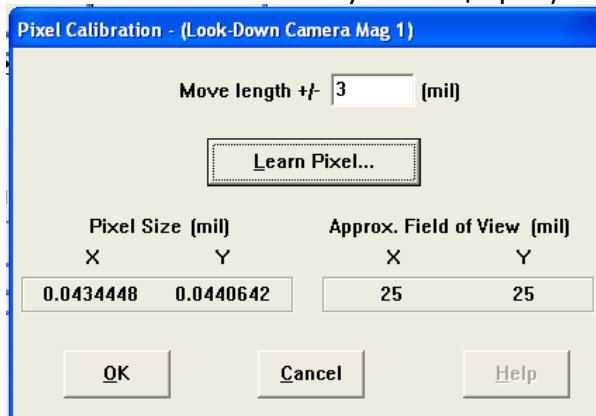 Pixel Calibration - (Look-Down Camera Mag 1)
Move length +/- 3 (mil)
Learn Pixel...
Pixel Size (mil) Approx. Field of View (mil)
X Y X Y
0.0434448 0.0440642 25 25
OK Cancel Help